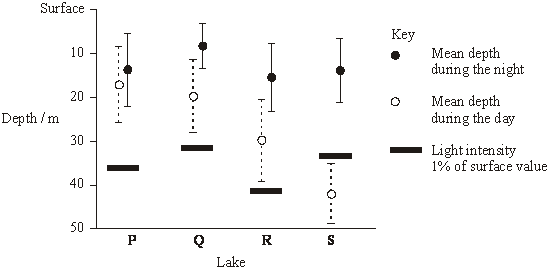 Surface
10
20
Depth / m
30
40
50
P Q R S
Lake
Key
Mean depth
during the night
Mean depth
during the day
Light intensity
1% of surface value